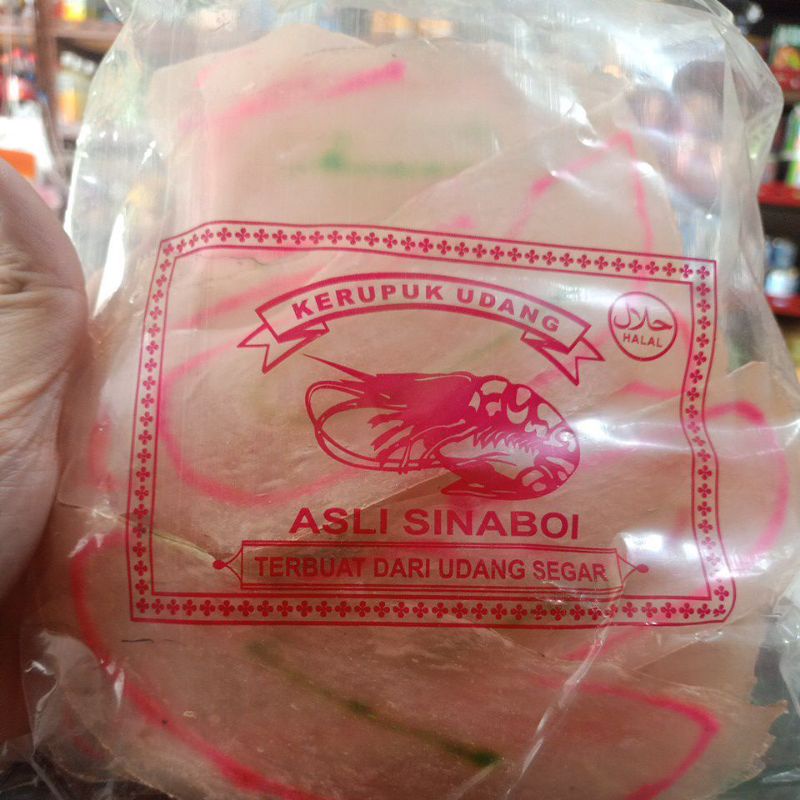 KERUPUK UDANG
حلال
HALAL
ASLI SINABOI
TERBUAT DARI UDANG SEGAR